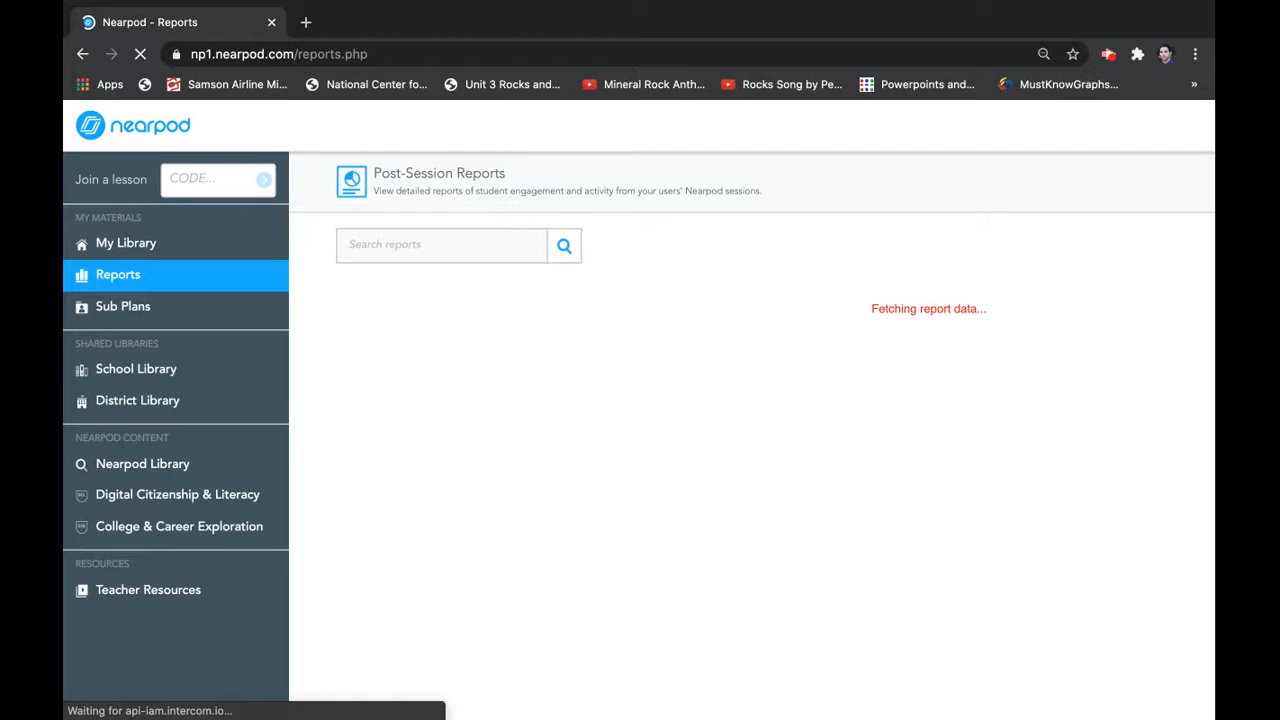 Nearpod - Reports
np1.nearpod.com/reports.php
Apps
Samson Airline Mi...
National Center fo...
Unit 3 Rocks and...
Mineral Rock Anth...
Rocks Song by Pe...
Powerpoints and...
MustKnowGraphs...
»
nearpod
Join a lesson
CODE...
Post-Session Reports
View detailed reports of student engagement and activity from your users' Nearpod sessions.
MY MATERIALS
My Library
Search reports
Reports
Sub Plans
Fetching report data...
SHARED LIBRARIES
School Library
District Library
NEARPOD CONTENT
Nearpod Library
Digital Citizenship & Literacy
College & Career Exploration
RESOURCES
Teacher Resources
Waiting for api-iam.intercom.io...